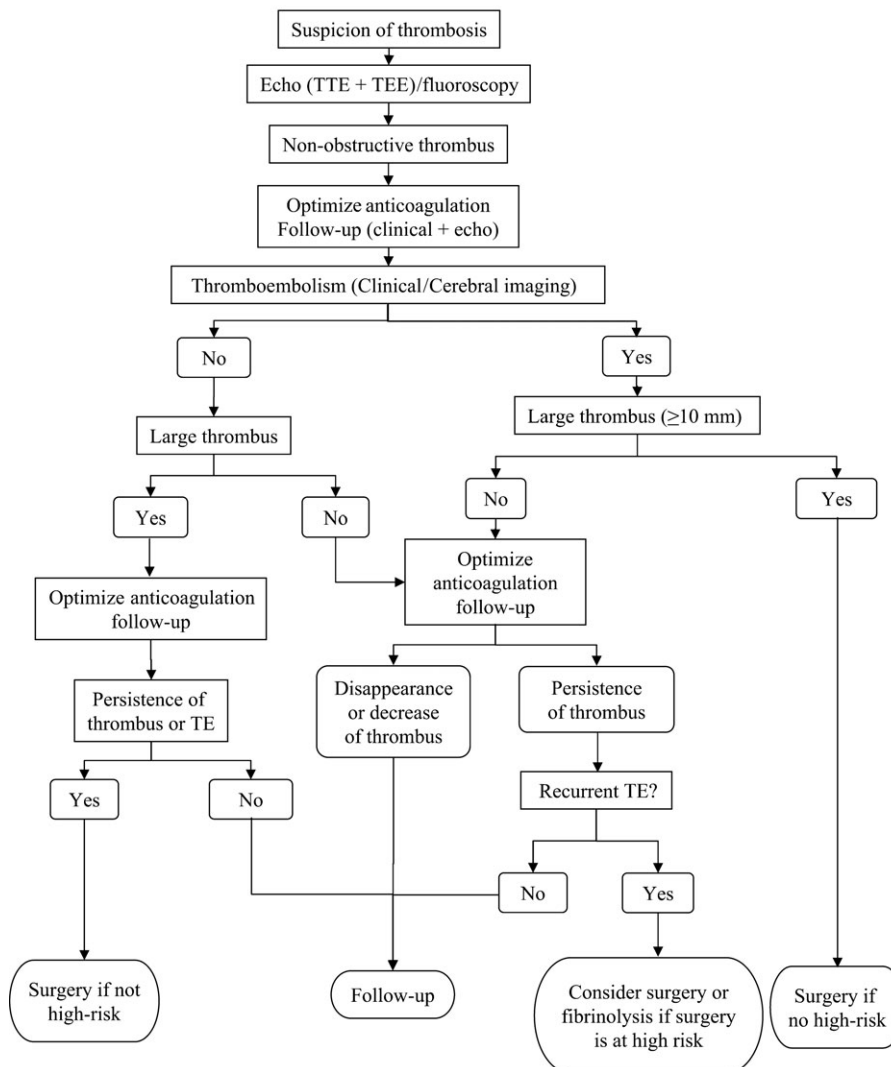 Suspicion of thrombosis
Echo (TTE + TEE)/fluoroscopy
Non-obstructive thrombus
Optimize anticoagulation
Follow-up (clinical + echo)
Thromboembolism (Clinical/Cerebral imaging)
No
Yes
Large thrombus
Large thrombus (≥10 mm)
Yes
No
No
Yes
Optimize anticoagulation
follow-up
Optimize
anticoagulation
follow-up
Persistence of
thrombus or TE
Disappearance
or decrease
of thrombus
Persistence
of thrombus
Yes
No
Recurrent TE?
No
Yes
Surgery if not
high-risk
Follow-up
Consider surgery or
fibrinolysis if surgery
is at high risk
Surgery if
no high-risk